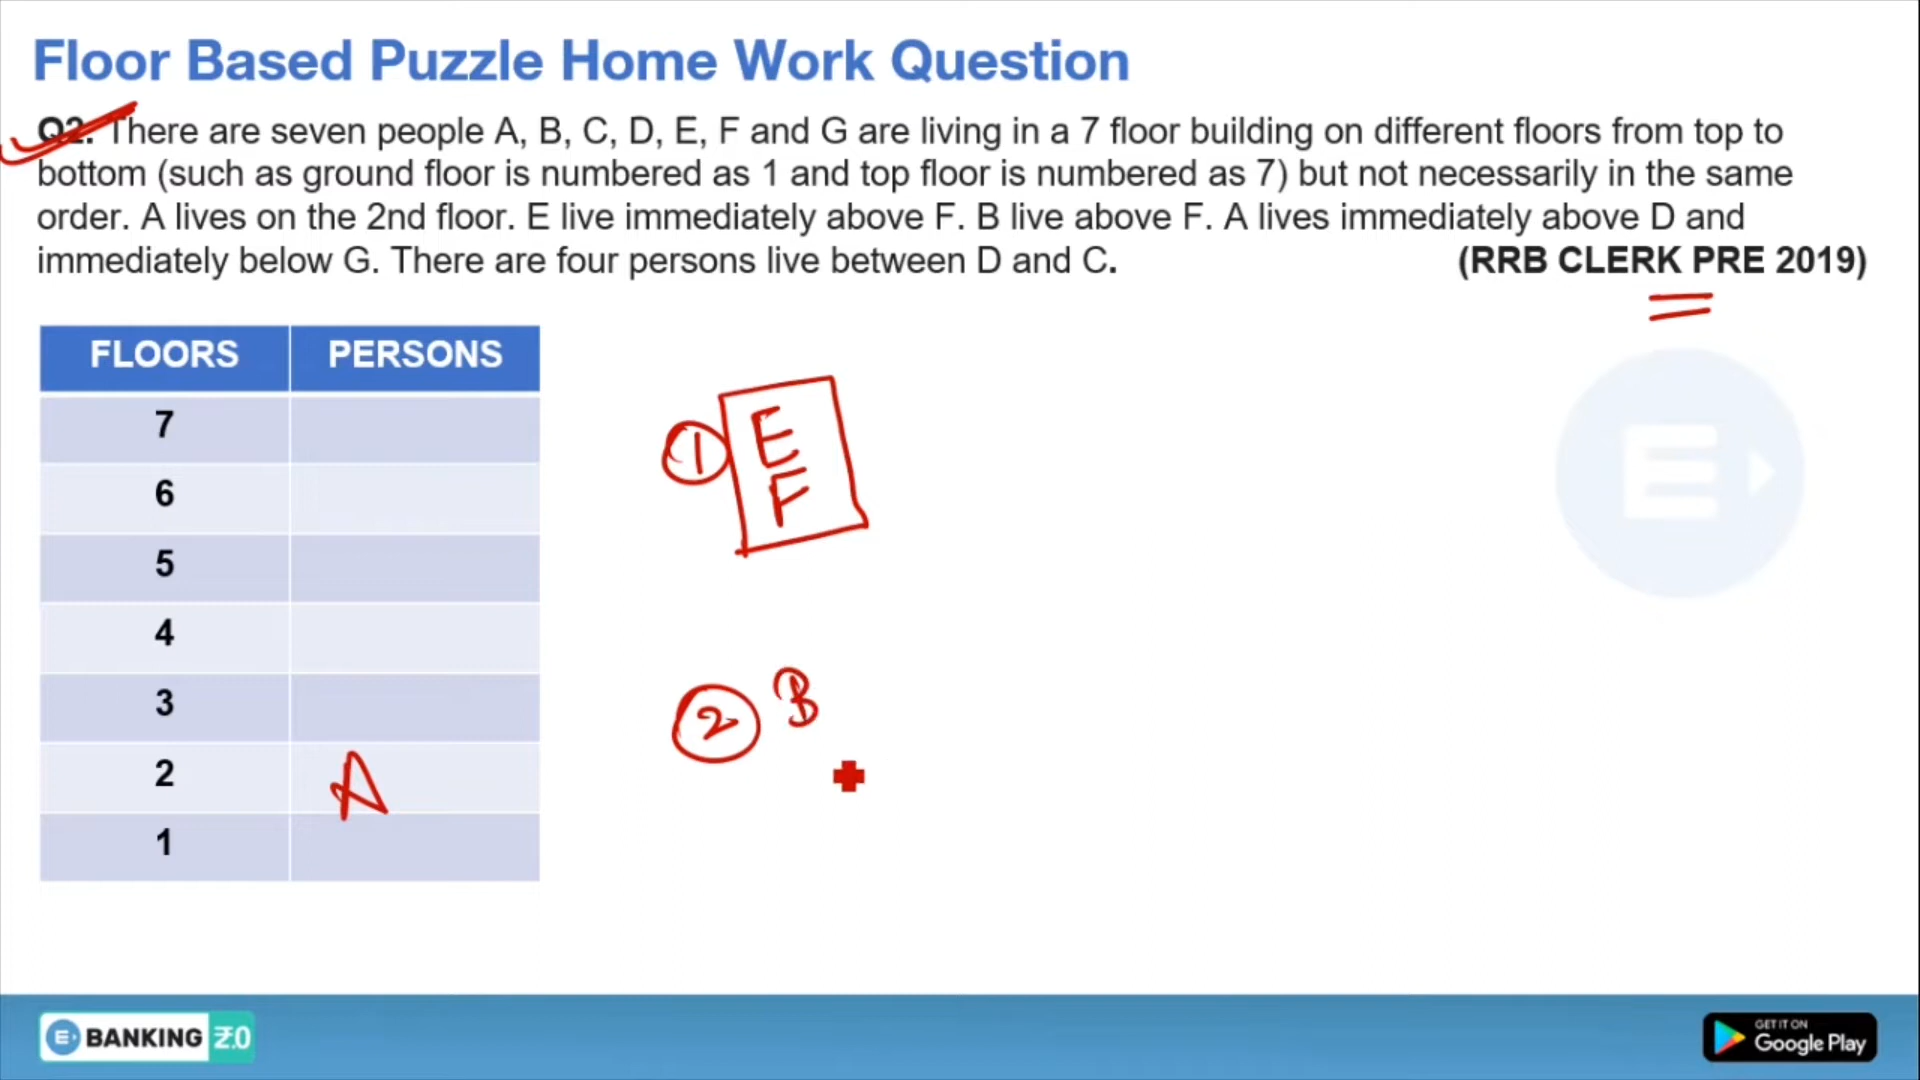 Floor Based Puzzle Home Work Question
Q2. There are seven people A, B, C, D, E, F and G are living in a 7 floor building on different floors from top to
bottom (such as ground floor is numbered as 1 and top floor is numbered as 7) but not necessarily in the same
order. A lives on the 2nd floor. E live immediately above F. B live above F. A lives immediately above D and
immediately below G. There are four persons live between D and C.
(RRB CLERK PRE 2019)
FLOORS PERSONS
7
6
5
4
3
2 A
1
1 E
F
2 B
E
E BANKING 2.0
GET IT ON
Google Play